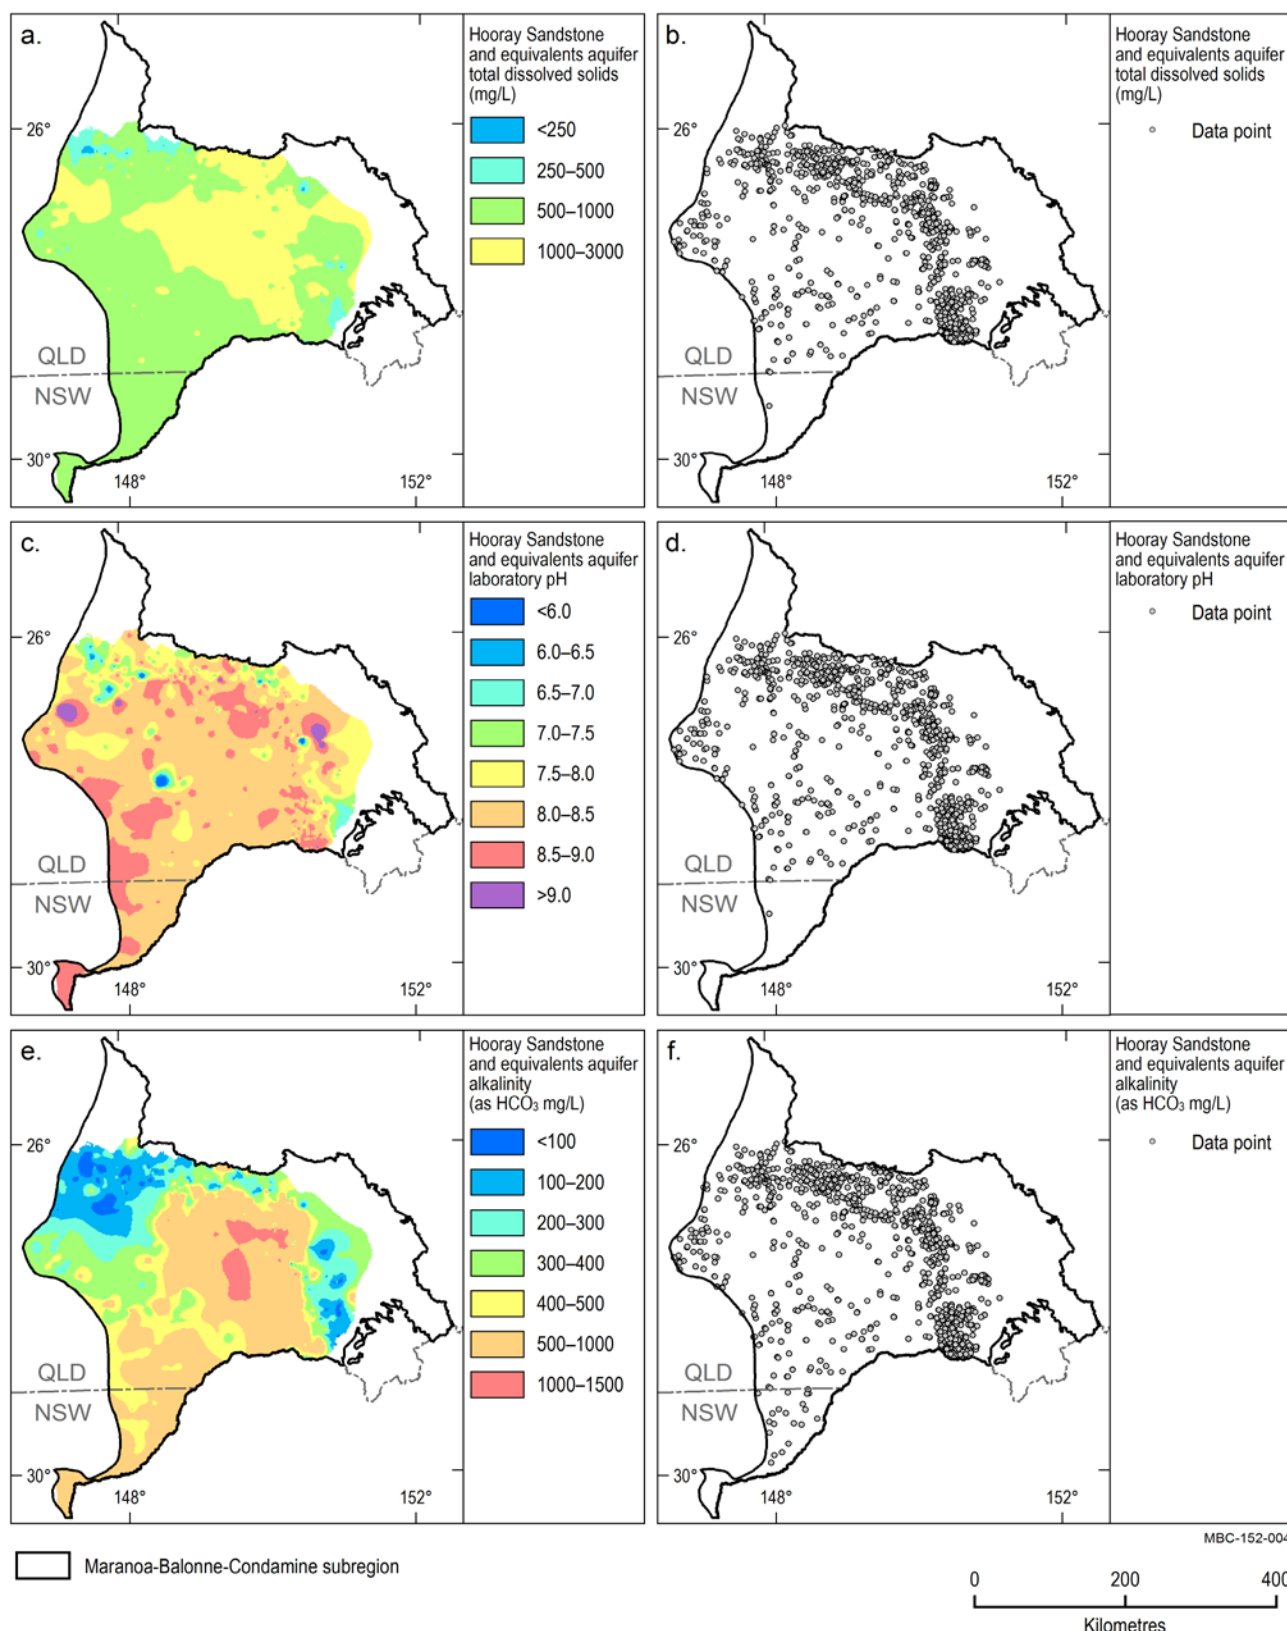 a.
Hooray Sandstone
and equivalents aquifer
total dissolved solids
(mg/L)
<250
250–500
500–1000
1000–3000
26°
QLD
NSW
30°
148°
152°
b.
Hooray Sandstone
and equivalents aquifer
total dissolved solids
(mg/L)
Data point
26°
QLD
NSW
30°
148°
152°
c.
Hooray Sandstone
and equivalents aquifer
laboratory pH
<6.0
6.0–6.5
6.5–7.0
7.0–7.5
7.5–8.0
8.0–8.5
8.5–9.0
>9.0
26°
QLD
NSW
30°
148°
152°
d.
Hooray Sandstone
and equivalents aquifer
laboratory pH
Data point
26°
QLD
NSW
30°
148°
152°
e.
Hooray Sandstone
and equivalents aquifer
alkalinity
(as HCO₃ mg/L)
<100
100–200
200–300
300–400
400–500
500–1000
1000–1500
26°
QLD
NSW
30°
148°
152°
f.
Hooray Sandstone
and equivalents aquifer
alkalinity
(as HCO₃ mg/L)
Data point
26°
QLD
NSW
30°
148°
152°
MBC-152-004
Maranoa-Balonne-Condamine subregion
0 200 400
Kilometres